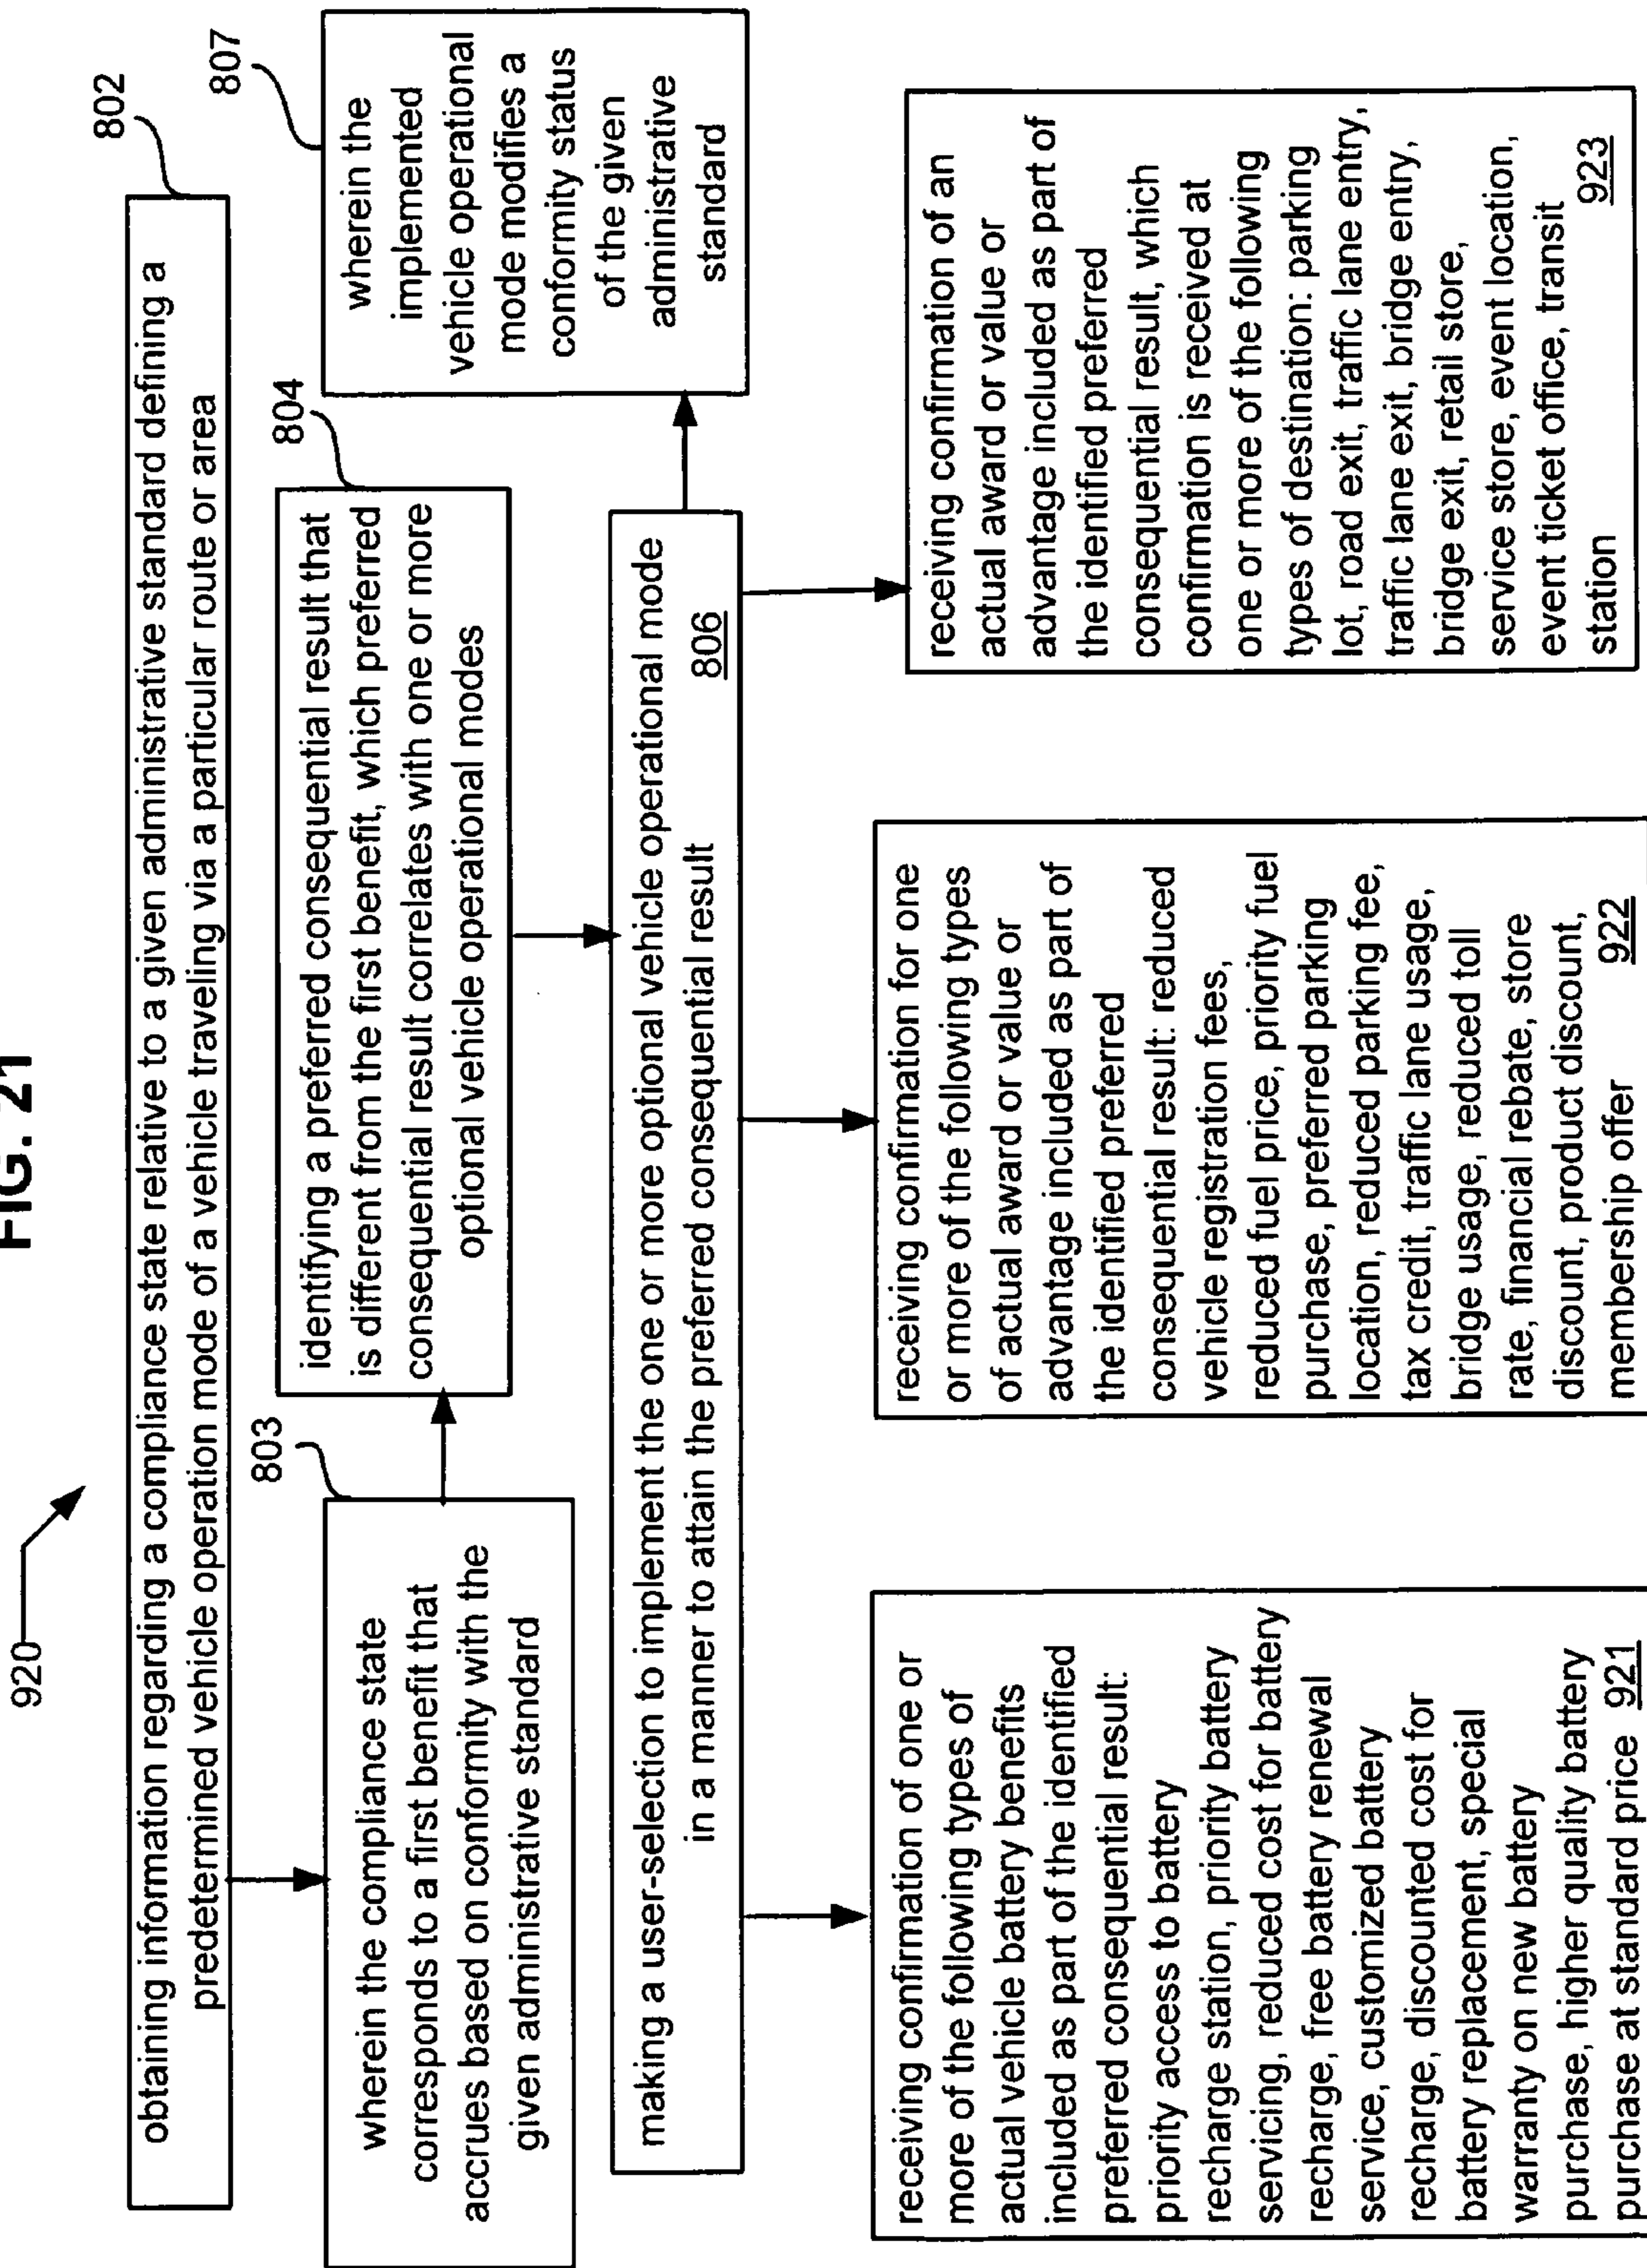 FIG. 21
920
802
obtaining information regarding a compliance state relative to a given administrative standard defining a
predetermined vehicle operation mode of a vehicle traveling via a particular route or area
803
wherein the compliance state
corresponds to a first benefit that
accrues based on conformity with the
given administrative standard
804
identifying a preferred consequential result that
is different from the first benefit, which preferred
consequential result correlates with one or more
optional vehicle operational modes
807
wherein the
implemented
vehicle operational
mode modifies a
conformity status
of the given
administrative
standard
making a user-selection to implement the one or more optional vehicle operational mode
in a manner to attain the preferred consequential result 806
receiving confirmation of one or
more of the following types of
actual vehicle battery benefits
included as part of the identified
preferred consequential result:
priority access to battery
recharge station, priority battery
servicing, reduced cost for battery
recharge, free battery renewal
service, customized battery
recharge, discounted cost for
battery replacement, special
warranty on new battery
purchase, higher quality battery
purchase at standard price 921
receiving confirmation for one
or more of the following types
of actual award or value or
advantage included as part of
the identified preferred
consequential result: reduced
vehicle registration fees,
reduced fuel price, priority fuel
purchase, preferred parking
location, reduced parking fee,
tax credit, traffic lane usage,
bridge usage, reduced toll
rate, financial rebate, store
discount, product discount,
membership offer 922
receiving confirmation of an
actual award or value or
advantage included as part of
the identified preferred
consequential result, which
confirmation is received at
one or more of the following
types of destination: parking
lot, road exit, traffic lane entry,
traffic lane exit, bridge entry,
bridge exit, retail store,
service store, event location,
event ticket office, transit
station 923